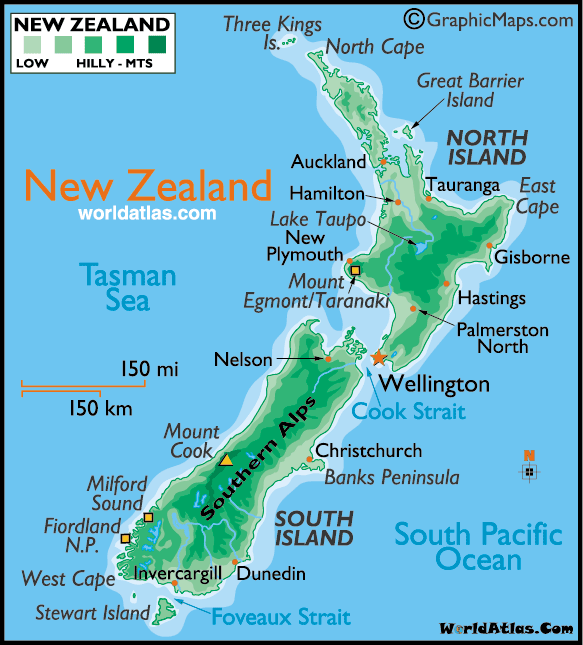 NEW ZEALAND
LOW HILLY - MTS
©GraphicMaps.com
Three Kings
Is.
North Cape
Great Barrier
Island
NORTH
ISLAND
Auckland
Tauranga
Hamilton
East
Cape
New Zealand
worldatlas.com
Lake Taupo
New
Plymouth
Gisborne
Tasman
Sea
Mount
Egmont/Taranaki
Hastings
Palmerston
North
Nelson
Wellington
150 mi
150 km
Cook Strait
Mount
Cook
Southern Alps
Christchurch
Banks Peninsula
N
Milford
Sound
Fiordland
N.P.
SOUTH
ISLAND
South Pacific
Ocean
West Cape
Invercargill
Dunedin
Stewart Island
Foveaux Strait
WorldAtlas.Com